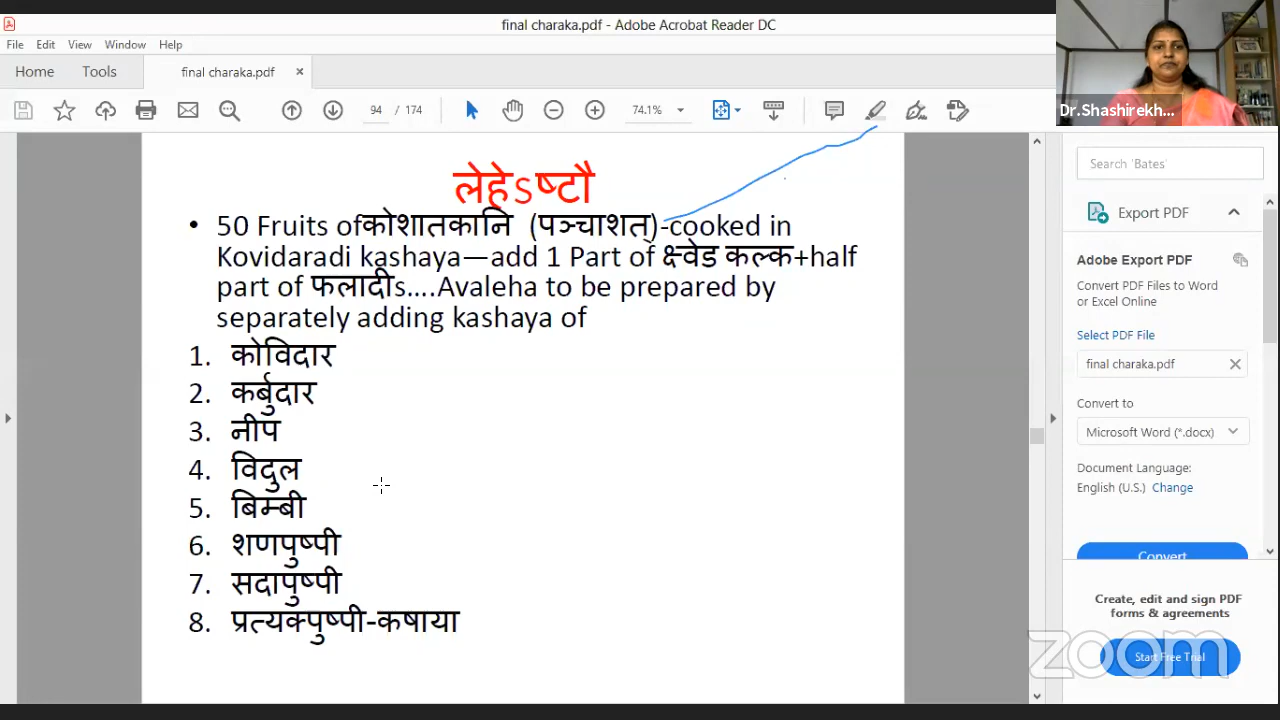 final charaka.pdf - Adobe Acrobat Reader DC
File Edit View Window Help
Home Tools final charaka.pdf ×
94 / 174 74.1%
Dr.Shashirekh...
लेहेऽष्टौ
• 50 Fruits ofकोशातकानि (पञ्चाशत्)-cooked in
Kovidaradi kashaya—add 1 Part of क्ष्वेड कल्क+half
part of फलादीs....Avaleha to be prepared by
separately adding kashaya of
1. कोविदार
2. कर्बुदार
3. नीप
4. विदुल
5. बिम्बी
6. शणपुष्पी
7. सदापुष्पी
8. प्रत्यक्पुष्पी-कषाया
Search 'Bates'
Export PDF
Adobe Export PDF
Convert PDF Files to Word
or Excel Online
Select PDF File
final charaka.pdf
Convert to
Microsoft Word (*.docx)
Document Language:
English (U.S.) Change
Convert
Create, edit and sign PDF
forms & agreements
Start Free Trial
zoom